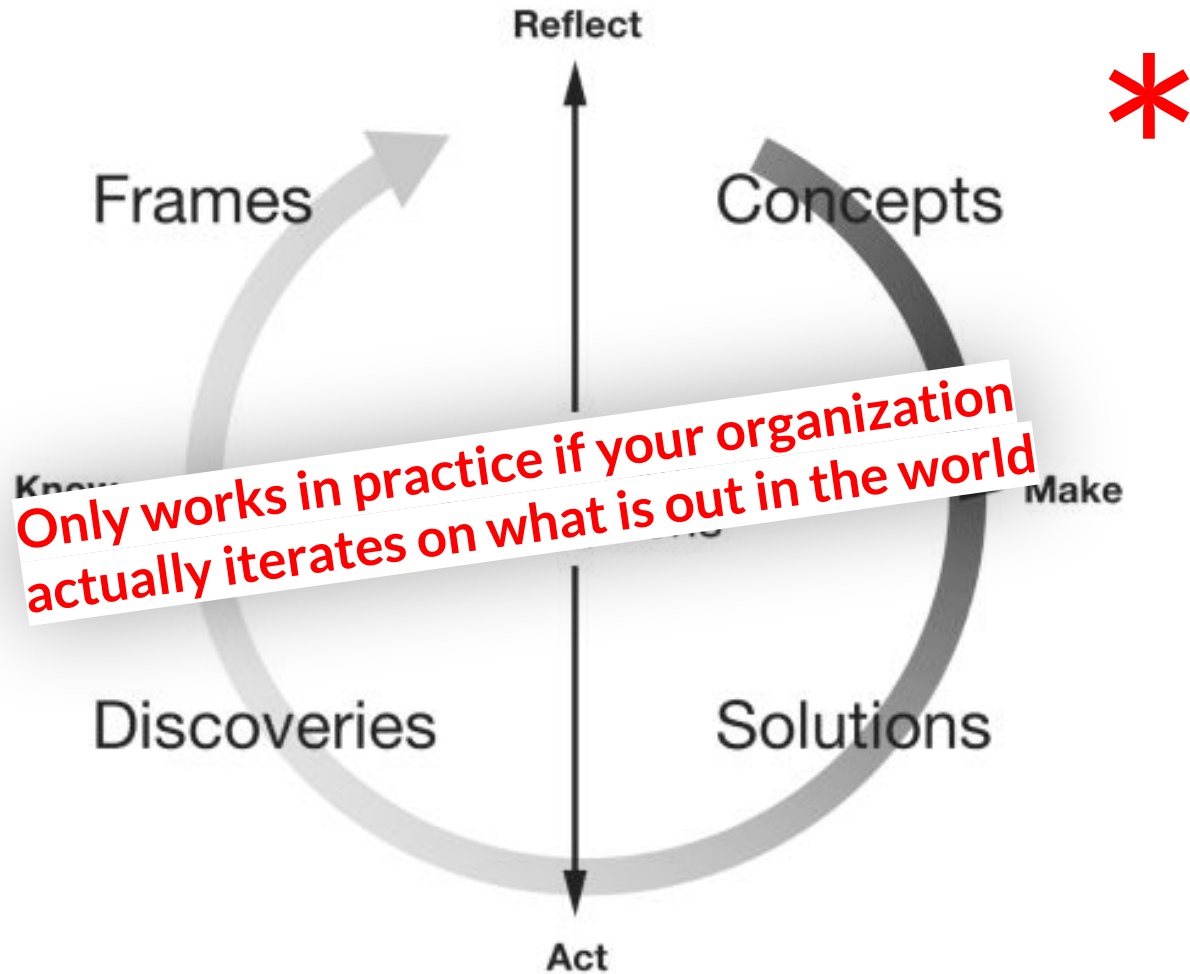 Reflect
*
Frames
Concepts
Only works in practice if your organization
actually iterates on what is out in the world
Make
Discoveries
Solutions
Act